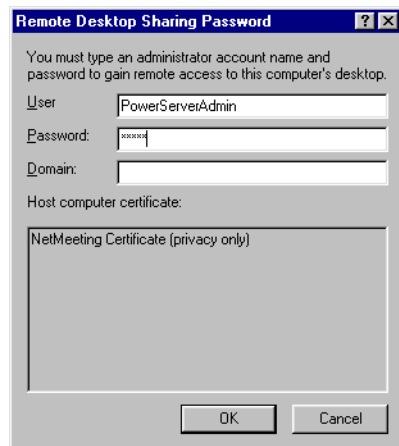 Remote Desktop Sharing Password
You must type an administrator account name and
password to gain remote access to this computer's desktop.
User
PowerServerAdmin
Password:
xxxxx
Domain:
Host computer certificate:
NetMeeting Certificate (privacy only)
OK
Cancel